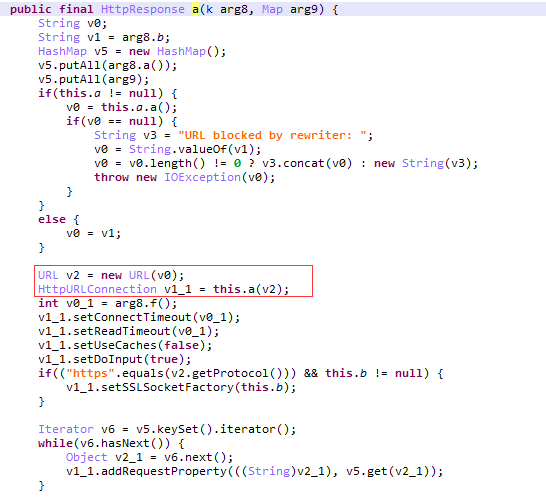 public final HttpResponse a(k arg8, Map arg9) {
    String v0;
    String v1 = arg8.b;
    HashMap v5 = new HashMap();
    v5.putAll(arg8.a());
    v5.putAll(arg9);
    if(this.a != null) {
        v0 = this.a.a();
        if(v0 == null) {
            String v3 = "URL blocked by rewriter: ";
            v0 = String.valueOf(v1);
            v0 = v0.length() != 0 ? v3.concat(v0) : new String(v3);
            throw new IOException(v0);
        }
    }
    else {
        v0 = v1;
    }
    URL v2 = new URL(v0);
    HttpURLConnection v1_1 = this.a(v2);
    int v0_1 = arg8.f();
    v1_1.setConnectTimeout(v0_1);
    v1_1.setReadTimeout(v0_1);
    v1_1.setUseCaches(false);
    v1_1.setDoInput(true);
    if(("https".equals(v2.getProtocol())) && this.b != null) {
        v1_1.setSSLSocketFactory(this.b);
    }
    Iterator v6 = v5.keySet().iterator();
    while(v6.hasNext()) {
        Object v2_1 = v6.next();
        v1_1.addRequestProperty(((String)v2_1), v5.get(v2_1));
    }